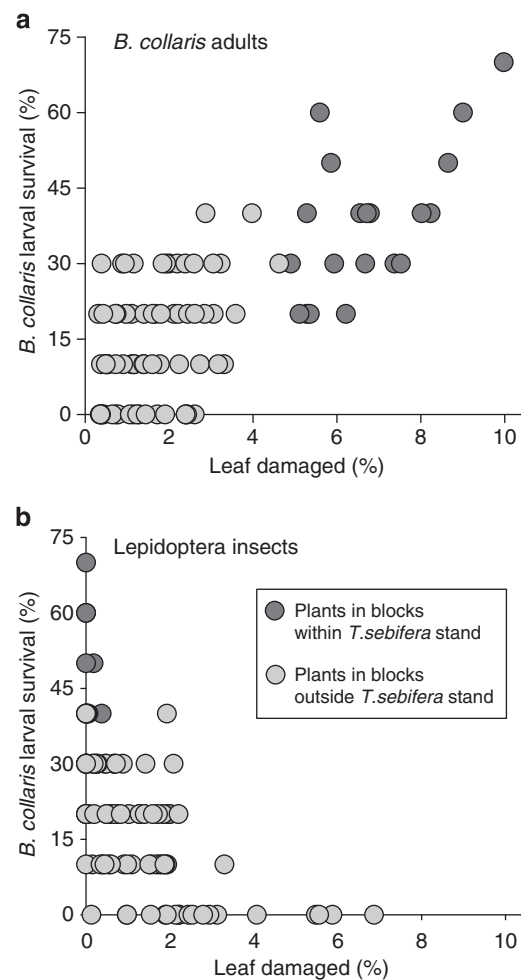 a
B. collaris adults
75
60
45
30
15
0
B. collaris larval survival (%)
0 2 4 6 8 10
Leaf damaged (%)
b
Lepidoptera insects
75
60
45
30
15
0
B. collaris larval survival (%)
Plants in blocks
within T.sebifera stand
Plants in blocks
outside T.sebifera stand
0 2 4 6 8 10
Leaf damaged (%)